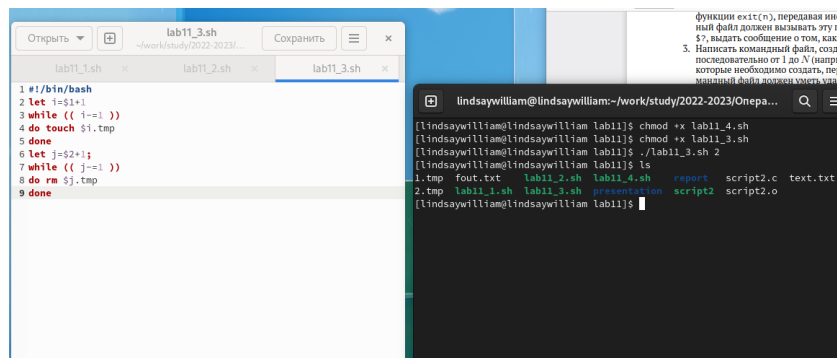 Открыть
lab11_3.sh
~/work/study/2022-2023/...
Сохранить
lab11_1.sh
lab11_2.sh
lab11_3.sh
1 #!/bin/bash
2 let i=$1+1
3 while (( i-=1 ))
4 do touch $i.tmp
5 done
6 let j=$2+1;
7 while (( j-=1 ))
8 do rm $j.tmp
9 done
функции exit(n), передавая ин
ный файл должен вызывать эту п
$?, выдать сообщение о том, как
3. Написать командный файл, созд
последовательно от 1 до N (напри
которые необходимо создать, пер
мандный файл должен уметь уда
lindsaywilliam@lindsaywilliam:~/work/study/2022-2023/Опера...
[lindsaywilliam@lindsaywilliam lab11]$ chmod +x lab11_4.sh
[lindsaywilliam@lindsaywilliam lab11]$ chmod +x lab11_3.sh
[lindsaywilliam@lindsaywilliam lab11]$ ./lab11_3.sh 2
[lindsaywilliam@lindsaywilliam lab11]$ ls
1.tmp fout.txt lab11_2.sh lab11_4.sh report script2.c text.txt
2.tmp lab11_1.sh lab11_3.sh presentation script2 script2.o
[lindsaywilliam@lindsaywilliam lab11]$